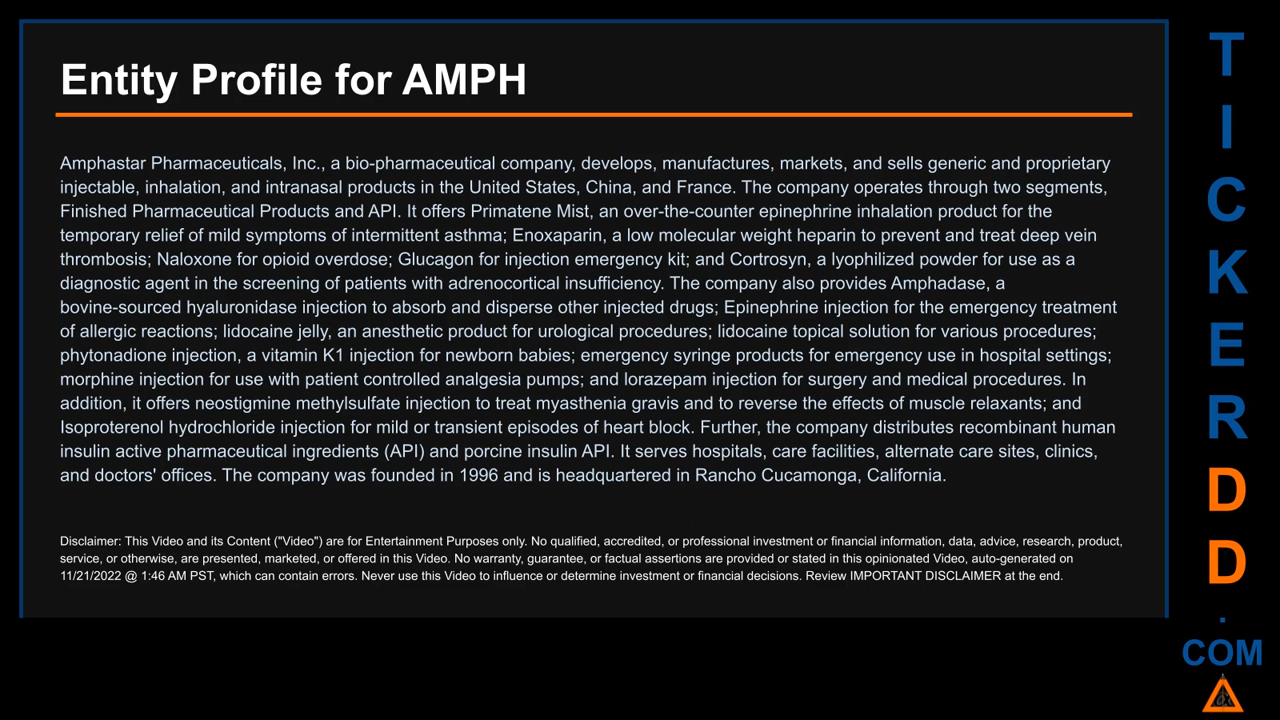 Entity Profile for AMPH
Amphastar Pharmaceuticals, Inc., a bio-pharmaceutical company, develops, manufactures, markets, and sells generic and proprietary
injectable, inhalation, and intranasal products in the United States, China, and France. The company operates through two segments,
Finished Pharmaceutical Products and API. It offers Primatene Mist, an over-the-counter epinephrine inhalation product for the
temporary relief of mild symptoms of intermittent asthma; Enoxaparin, a low molecular weight heparin to prevent and treat deep vein
thrombosis; Naloxone for opioid overdose; Glucagon for injection emergency kit; and Cortrosyn, a lyophilized powder for use as a
diagnostic agent in the screening of patients with adrenocortical insufficiency. The company also provides Amphadase, a
bovine-sourced hyaluronidase injection to absorb and disperse other injected drugs; Epinephrine injection for the emergency treatment
of allergic reactions; lidocaine jelly, an anesthetic product for urological procedures; lidocaine topical solution for various procedures;
phytonadione injection, a vitamin K1 injection for newborn babies; emergency syringe products for emergency use in hospital settings;
morphine injection for use with patient controlled analgesia pumps; and lorazepam injection for surgery and medical procedures. In
addition, it offers neostigmine methylsulfate injection to treat myasthenia gravis and to reverse the effects of muscle relaxants; and
Isoproterenol hydrochloride injection for mild or transient episodes of heart block. Further, the company distributes recombinant human
insulin active pharmaceutical ingredients (API) and porcine insulin API. It serves hospitals, care facilities, alternate care sites, clinics,
and doctors' offices. The company was founded in 1996 and is headquartered in Rancho Cucamonga, California.
Disclaimer: This Video and its Content ("Video") are for Entertainment Purposes only. No qualified, accredited, or professional investment or financial information, data, advice, research, product,
service, or otherwise, are presented, marketed, or offered in this Video. No warranty, guarantee, or factual assertions are provided or stated in this opinionated Video, auto-generated on
11/21/2022 @ 1:46 AM PST, which can contain errors. Never use this Video to influence or determine investment or financial decisions. Review IMPORTANT DISCLAIMER at the end.
T
I
C
K
E
R
D
D
.
COM